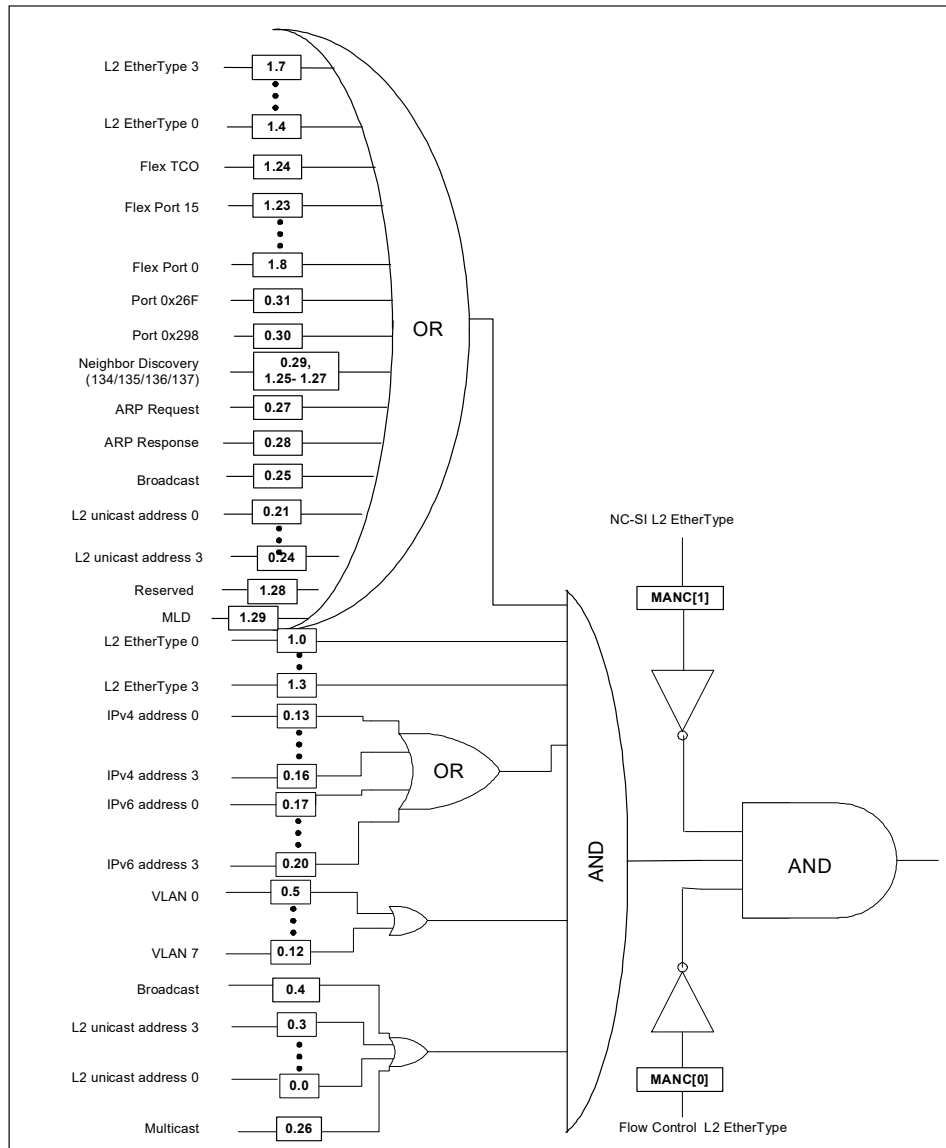 L2 EtherType 3 1.7
L2 EtherType 0 1.4
Flex TCO 1.24
Flex Port 15 1.23
Flex Port 0 1.8
Port 0x26F 0.31
OR
Port 0x298 0.30
Neighbor Discovery
(134/135/136/137)
0.29,
1.25- 1.27
ARP Request 0.27
ARP Response 0.28
Broadcast 0.25
L2 unicast address 0 0.21
L2 unicast address 3 0.24
Reserved 1.28
MLD 1.29
L2 EtherType 0 1.0
L2 EtherType 3 1.3
IPv4 address 0 0.13
OR
IPv4 address 3 0.16
IPv6 address 0 0.17
IPv6 address 3 0.20
VLAN 0 0.5
VLAN 7 0.12
Broadcast 0.4
L2 unicast address 3 0.3
L2 unicast address 0 0.0
Multicast 0.26
AND
NC-SI L2 EtherType
MANC[1]
AND
MANC[0]
Flow Control L2 EtherType